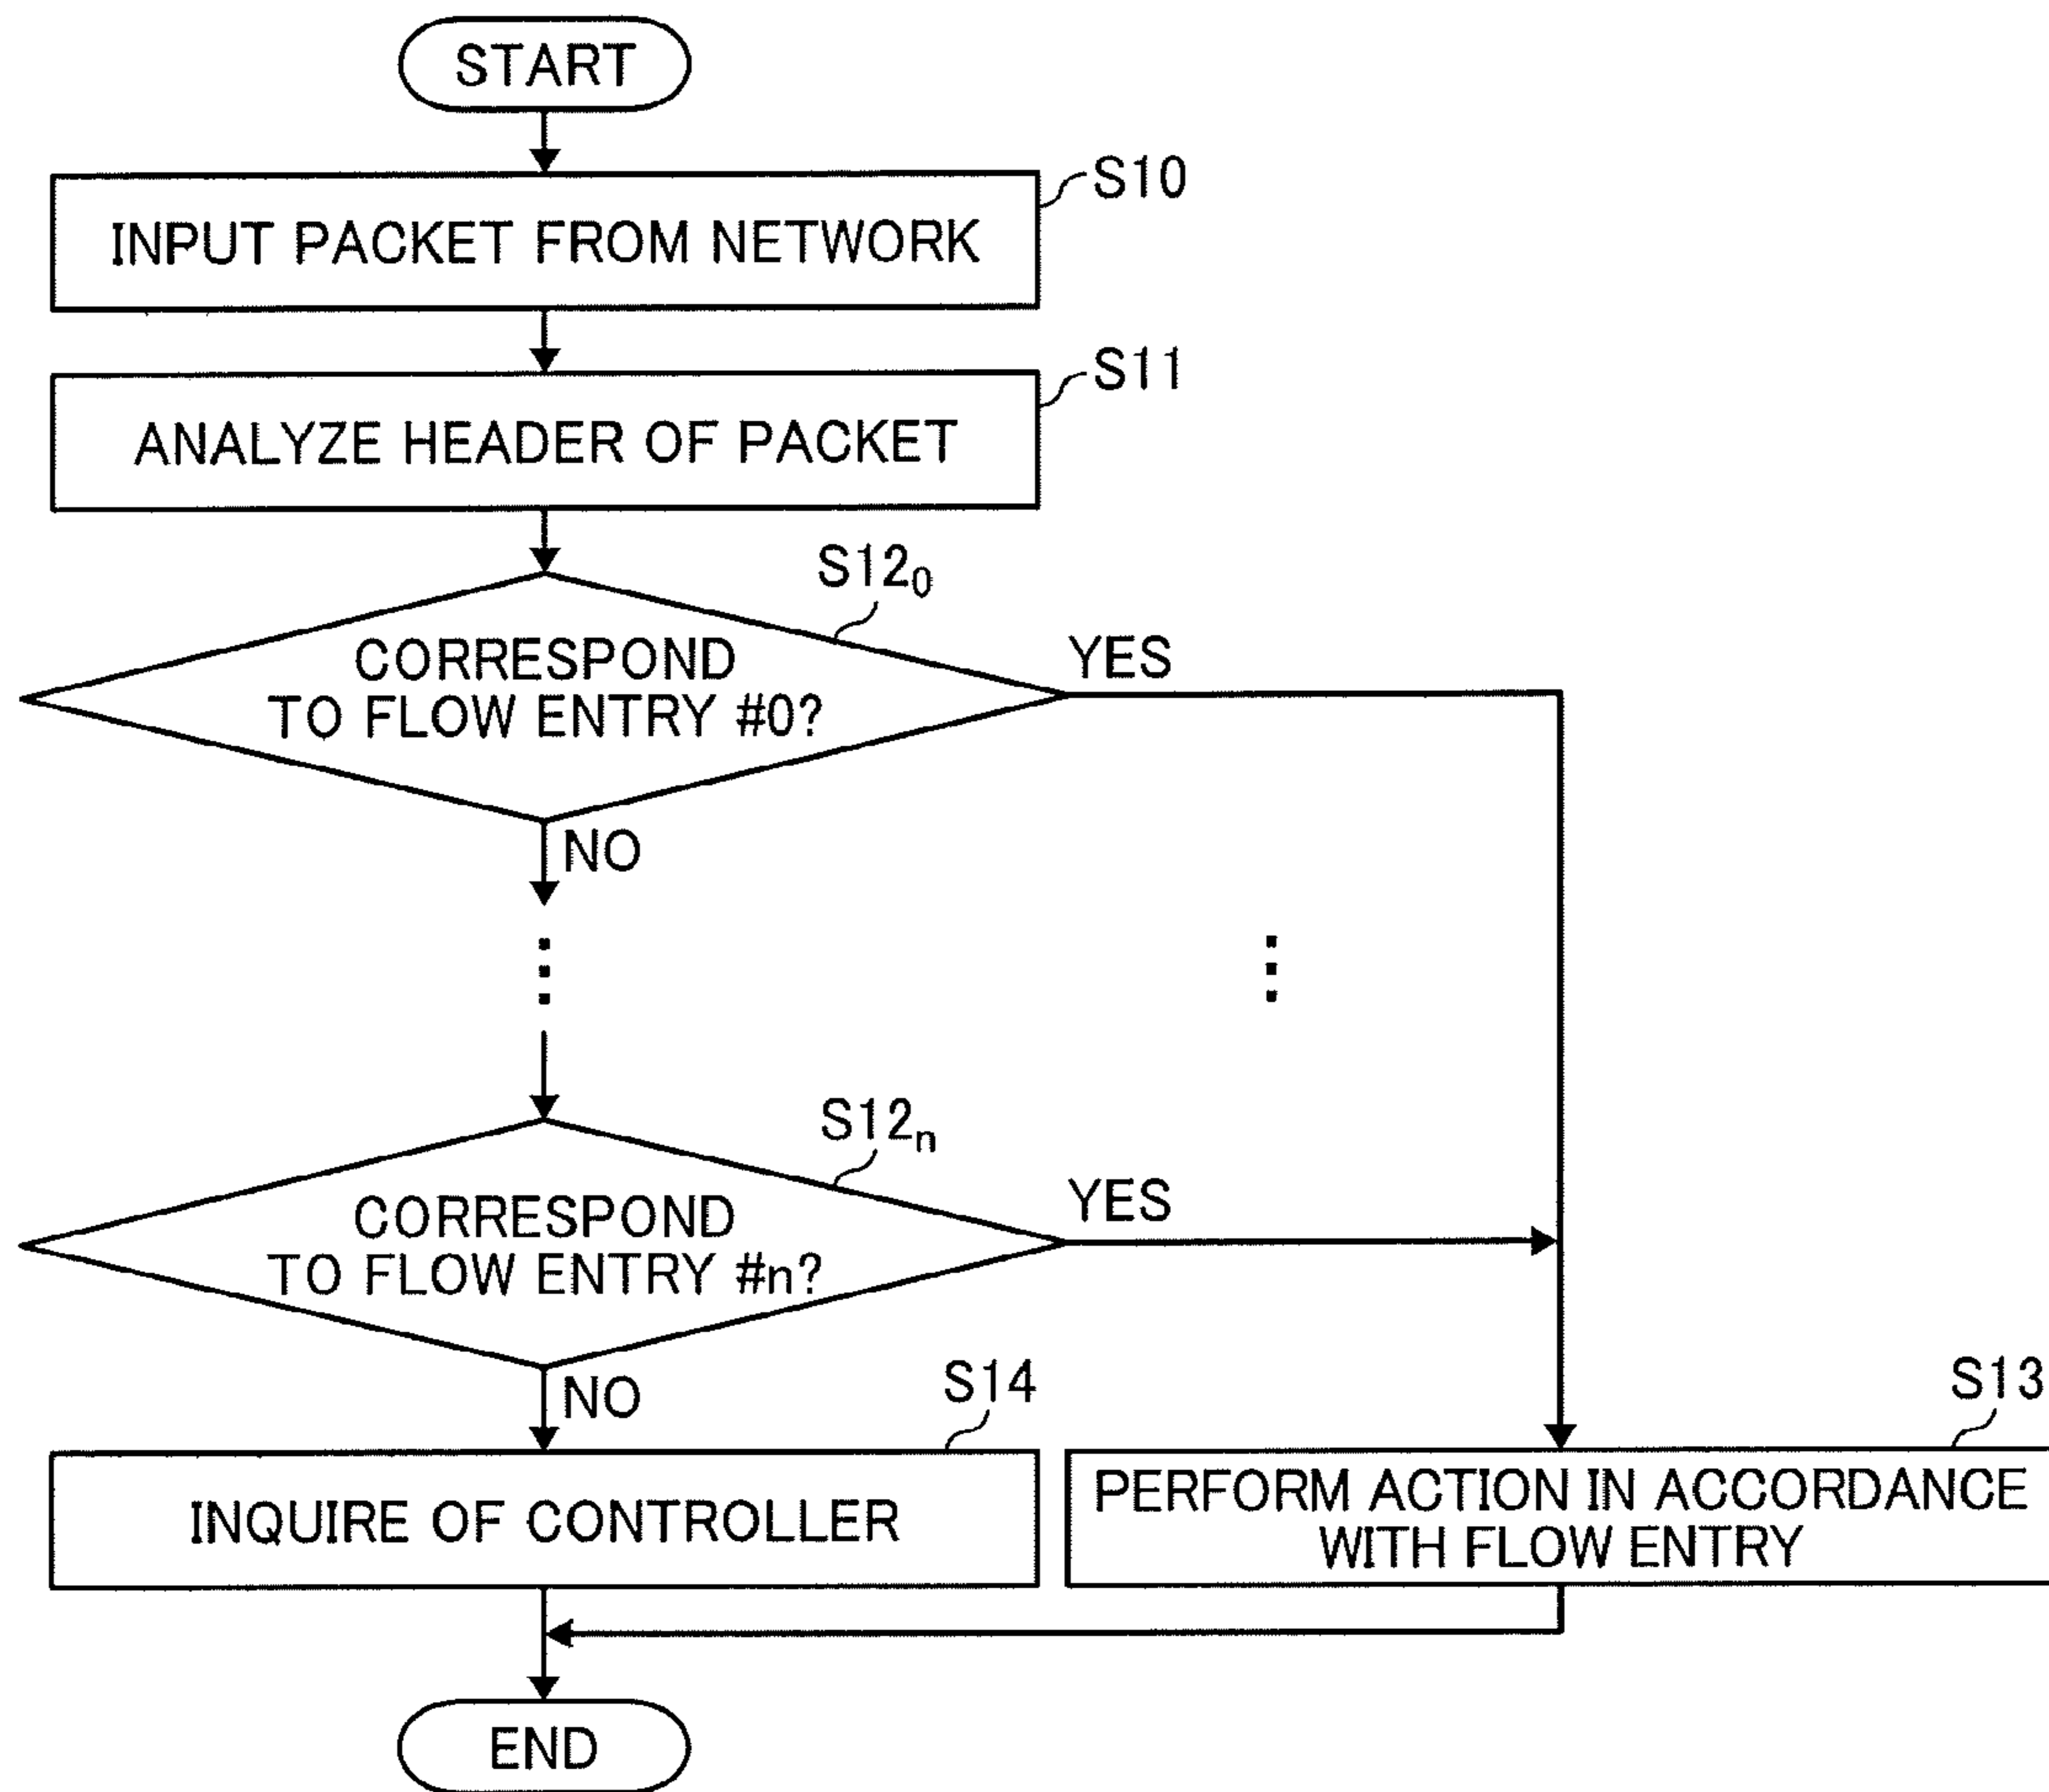 START
S10
INPUT PACKET FROM NETWORK
S11
ANALYZE HEADER OF PACKET
S12₀
CORRESPOND
TO FLOW ENTRY #0?
YES
NO
S12ₙ
CORRESPOND
TO FLOW ENTRY #n?
YES
NO
S14
INQUIRE OF CONTROLLER
S13
PERFORM ACTION IN ACCORDANCE
WITH FLOW ENTRY
END